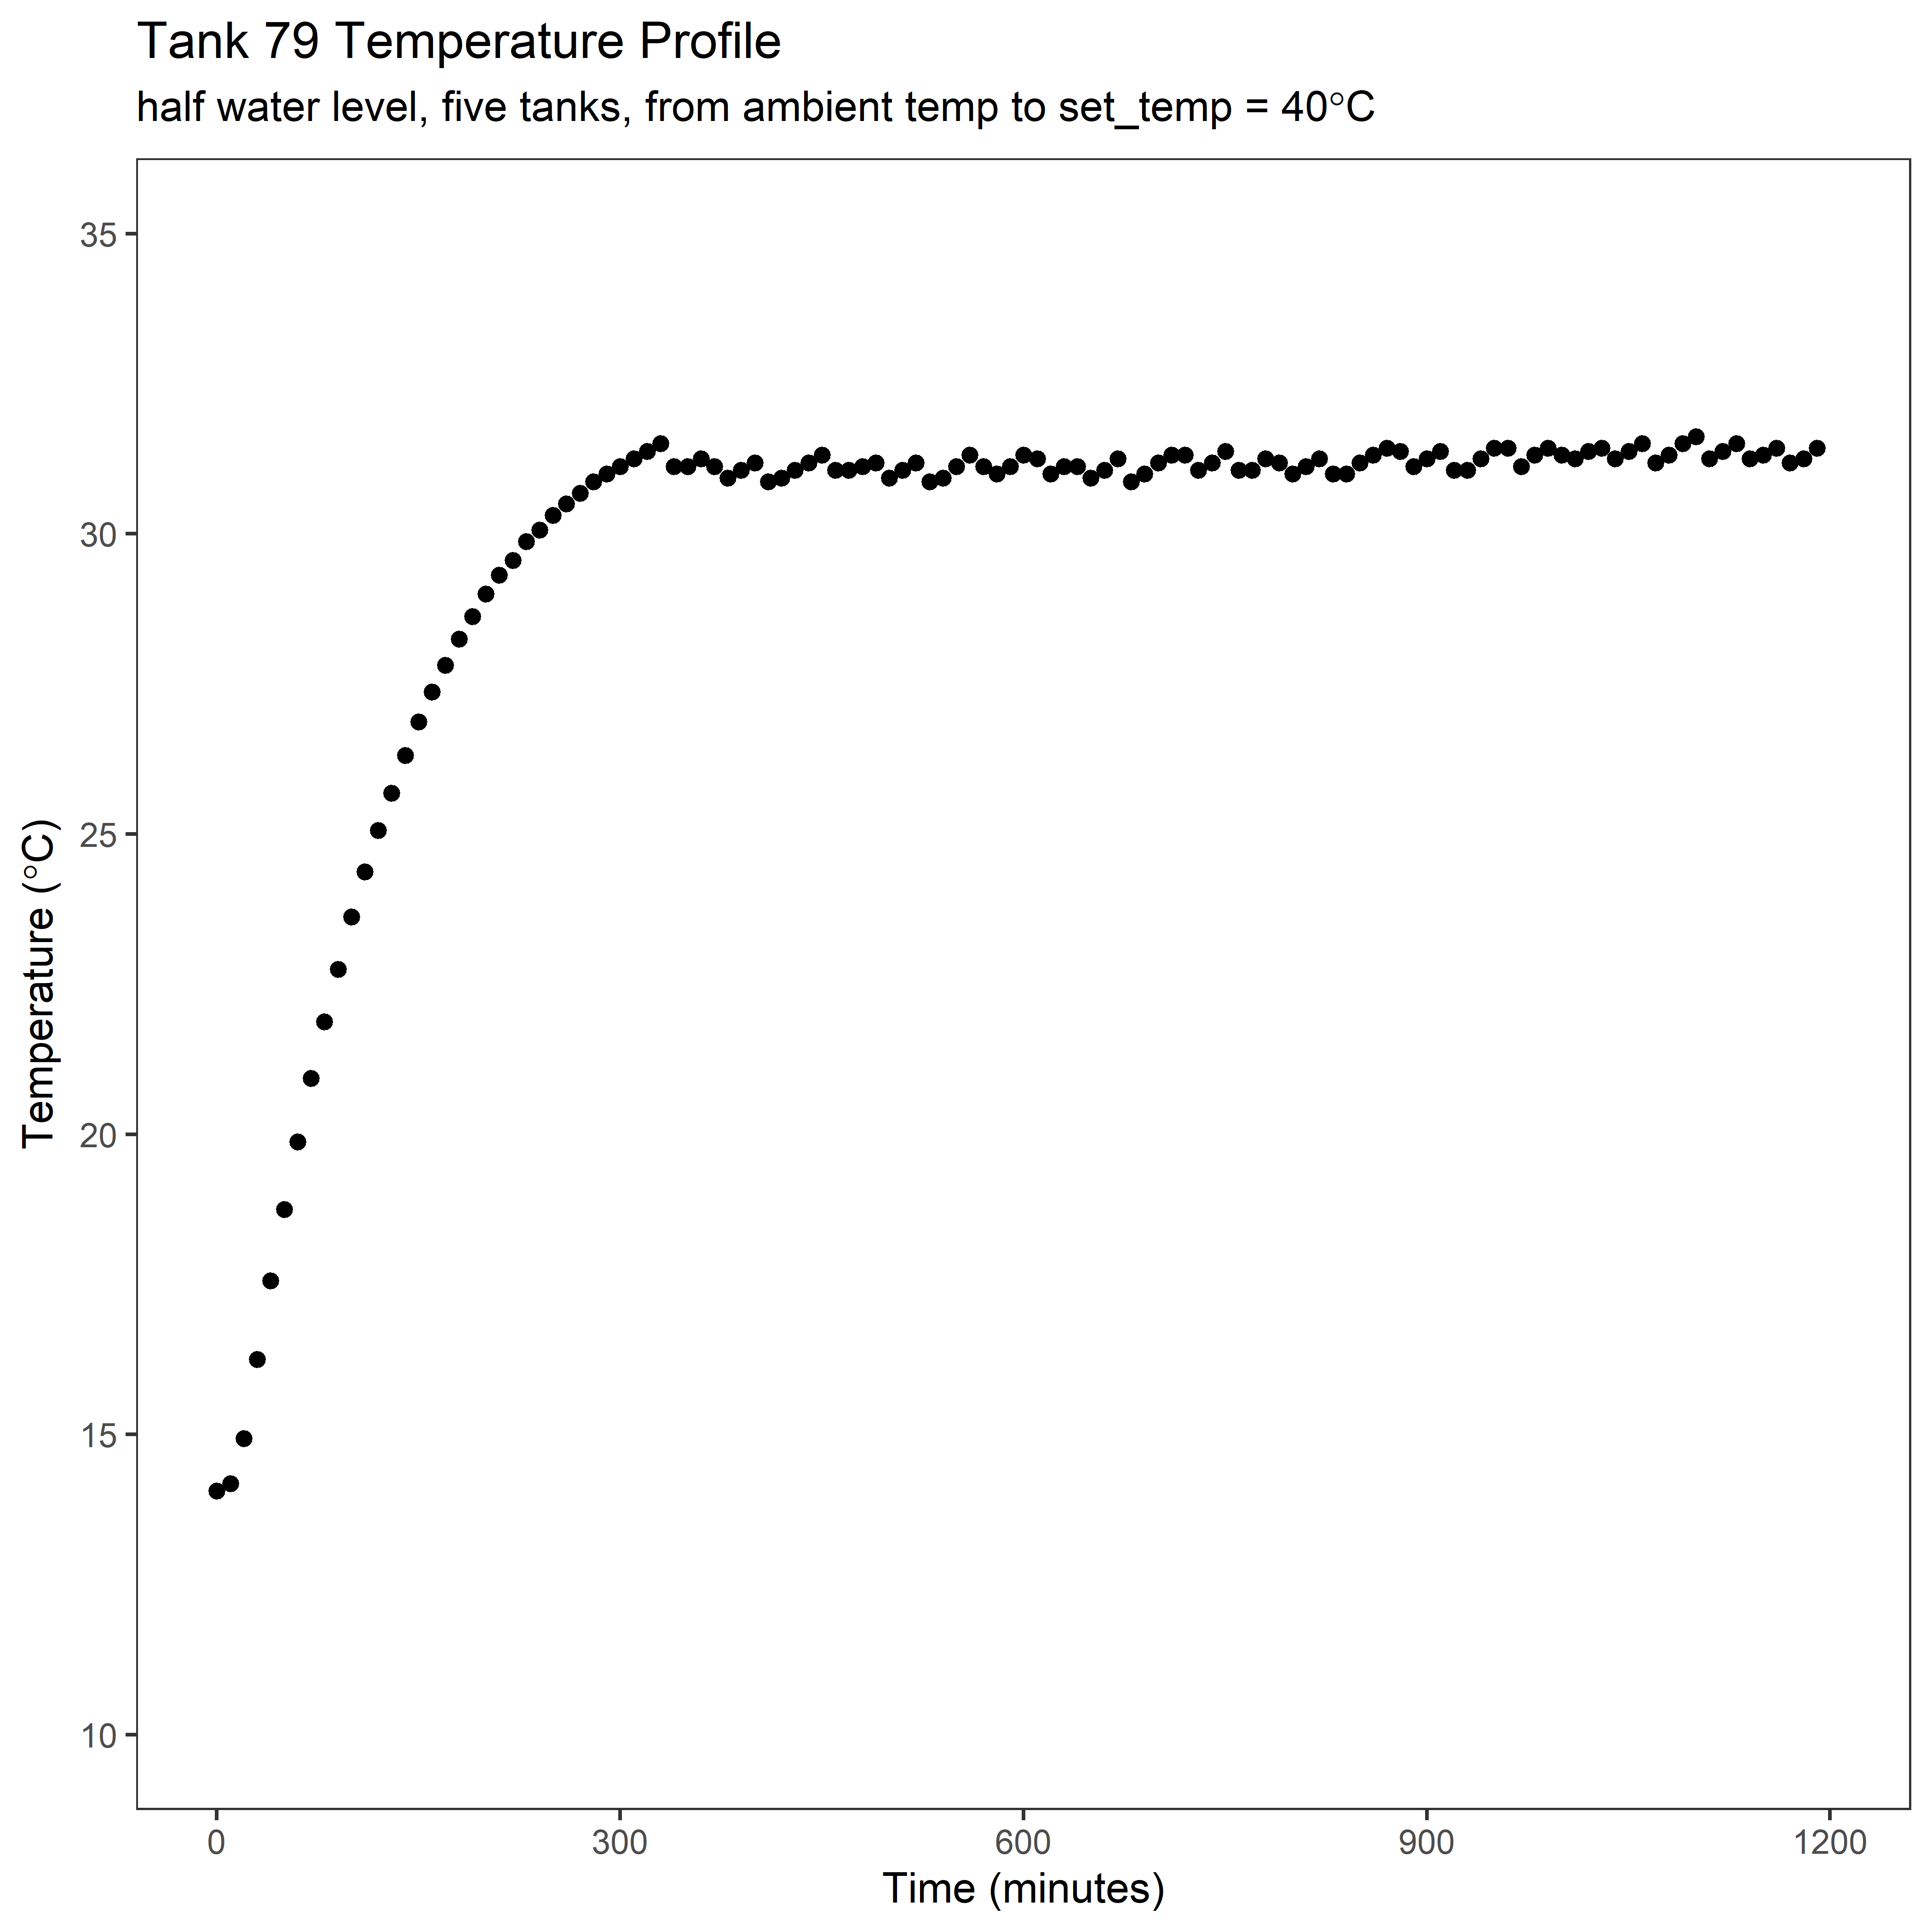 Tank 79 Temperature Profile
half water level, five tanks, from ambient temp to set_temp = 40°C
35
30
25
20
15
10
Temperature (°C)
0 300 600 900 1200
Time (minutes)